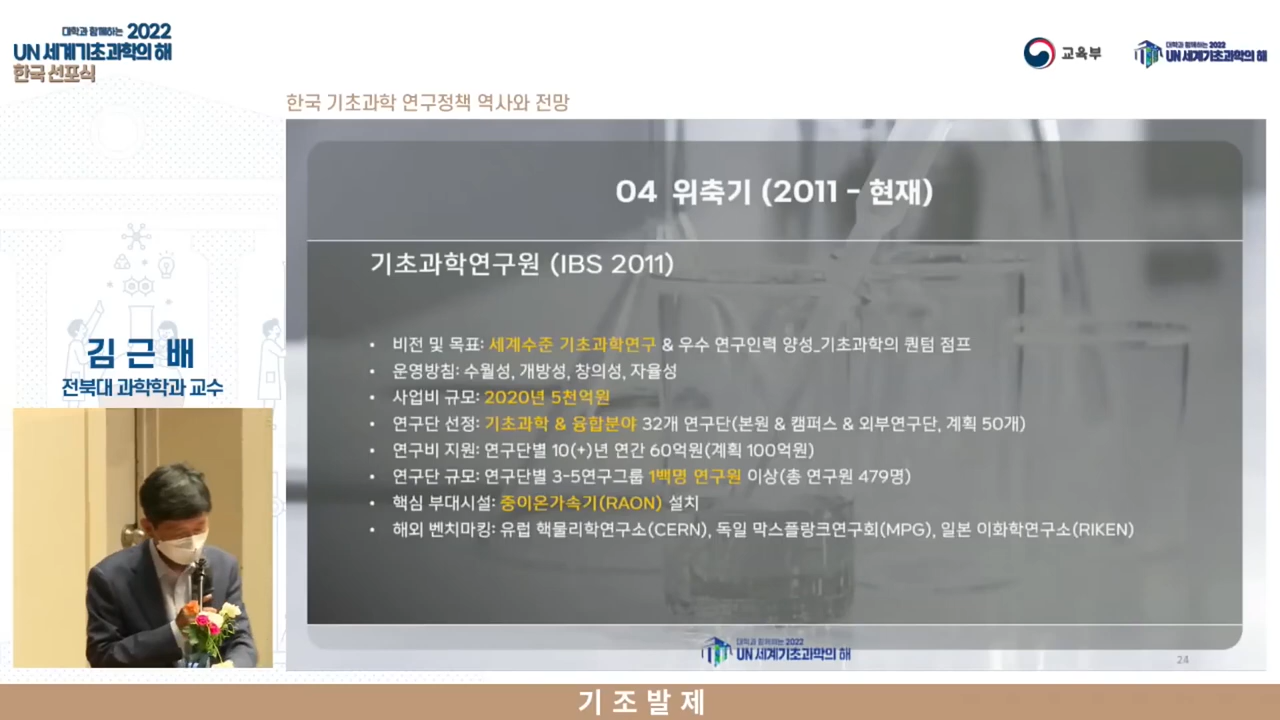 대학과 함께하는 2022
UN 세계기초과학의 해
한국 선포식
교육부
대학과 함께하는 2022
UN 세계기초과학의 해
한국 기초과학 연구정책 역사와 전망
04 위축기 (2011 - 현재)
기초과학연구원 (IBS 2011)
• 비전 및 목표: 세계수준 기초과학연구 & 우수 연구인력 양성_기초과학의 퀀텀 점프
• 운영방침: 수월성, 개방성, 창의성, 자율성
• 사업비 규모: 2020년 5천억원
• 연구단 선정: 기초과학 & 융합분야 32개 연구단(본원 & 캠퍼스 & 외부연구단, 계획 50개)
• 연구비 지원: 연구단별 10(+)년 연간 60억원(계획 100억원)
• 연구단 규모: 연구단별 3-5연구그룹 1백명 연구원 이상(총 연구원 479명)
• 핵심 부대시설: 중이온가속기(RAON) 설치
• 해외 벤치마킹: 유럽 핵물리학연구소(CERN), 독일 막스플랑크연구회(MPG), 일본 이화학연구소(RIKEN)
대학과 함께하는 2022
UN 세계기초과학의 해
24
김근배
전북대 과학학과 교수
기조발제